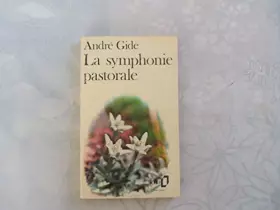 André Gide
La symphonie
pastorale